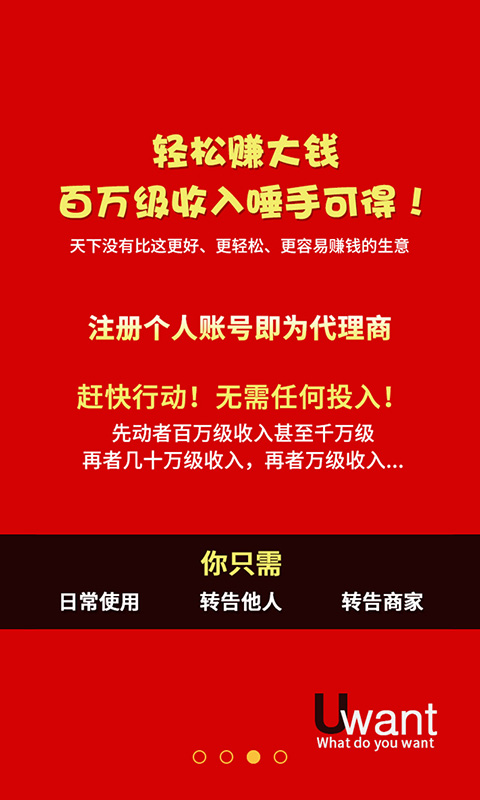 轻松赚大钱
百万级收入唾手可得！
天下没有比这更好、更轻松、更容易赚钱的生意
注册个人账号即为代理商
赶快行动！无需任何投入！
先动者百万级收入甚至千万级
再者几十万级收入，再者万级收入...
你只需
日常使用 转告他人 转告商家
Uwant
What do you want